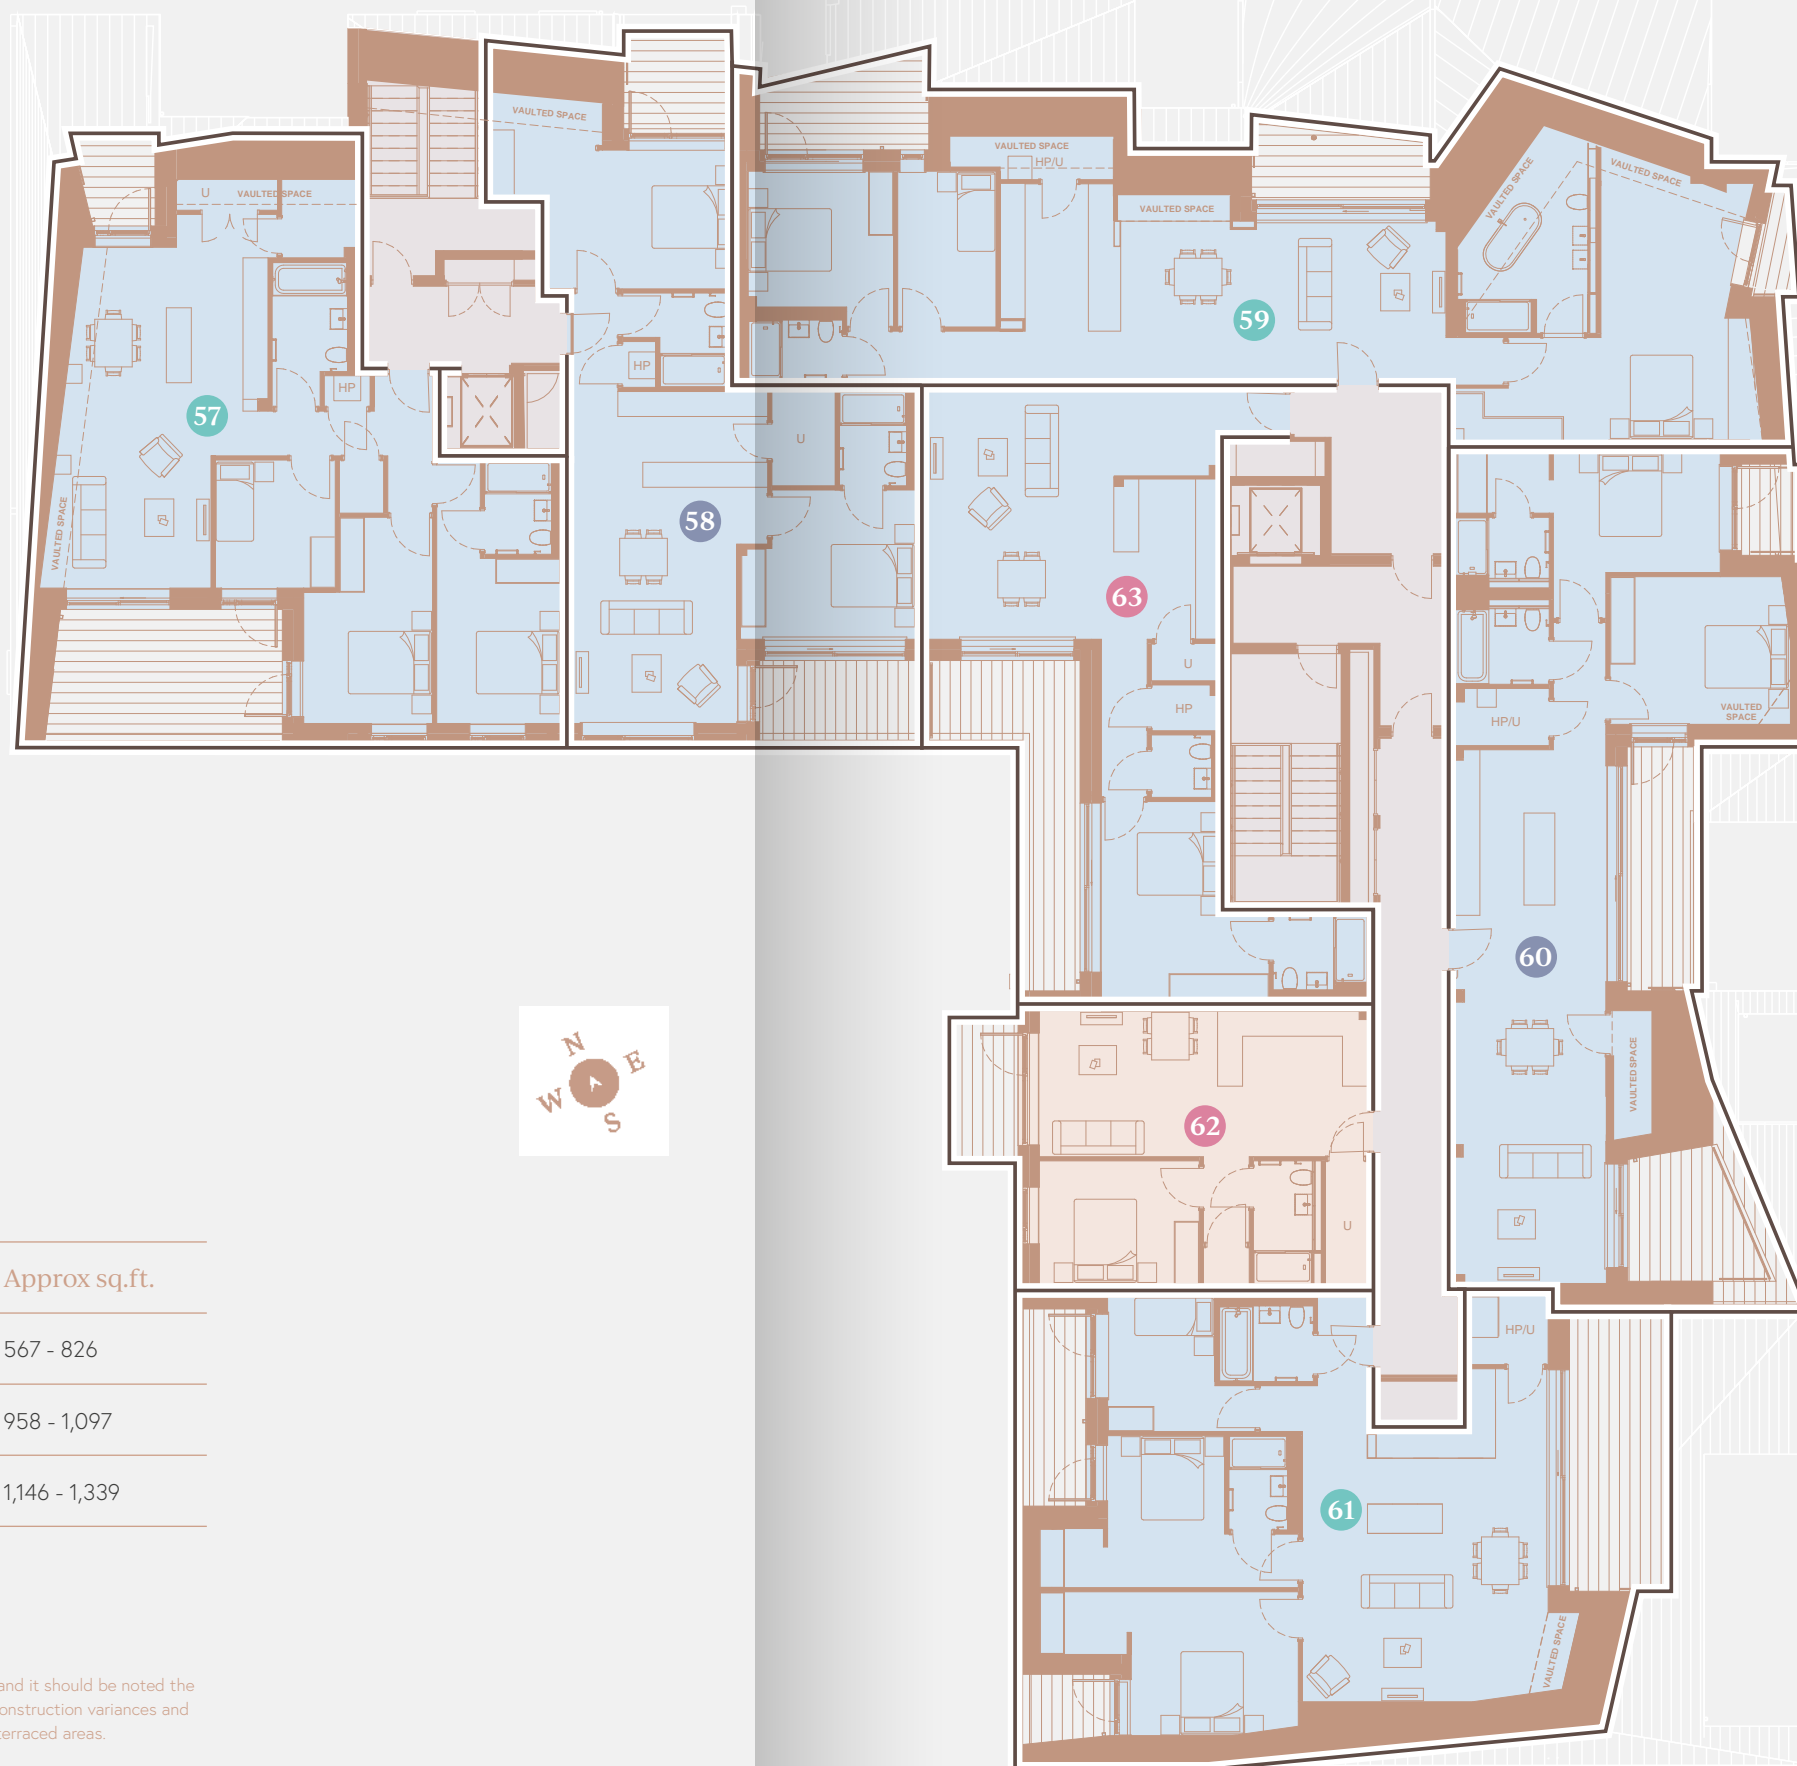 VAULTED SPACE
VAULTED SPACE
HP/U
VAULTED SPACE
VAULTED SPACE
VAULTED SPACE
U
VAULTED SPACE
59
HP
HP
57
U
58
VAULTED SPACE
63
U
HP
HP/U
VAULTED
SPACE
60
N
E
W
S
VAULTED SPACE
62
U
Approx sq.ft.
567 - 826
958 - 1,097
1,146 - 1,339
HP/U
61
VAULTED SPACE
and it should be noted the
onstruction variances and
terraced areas.